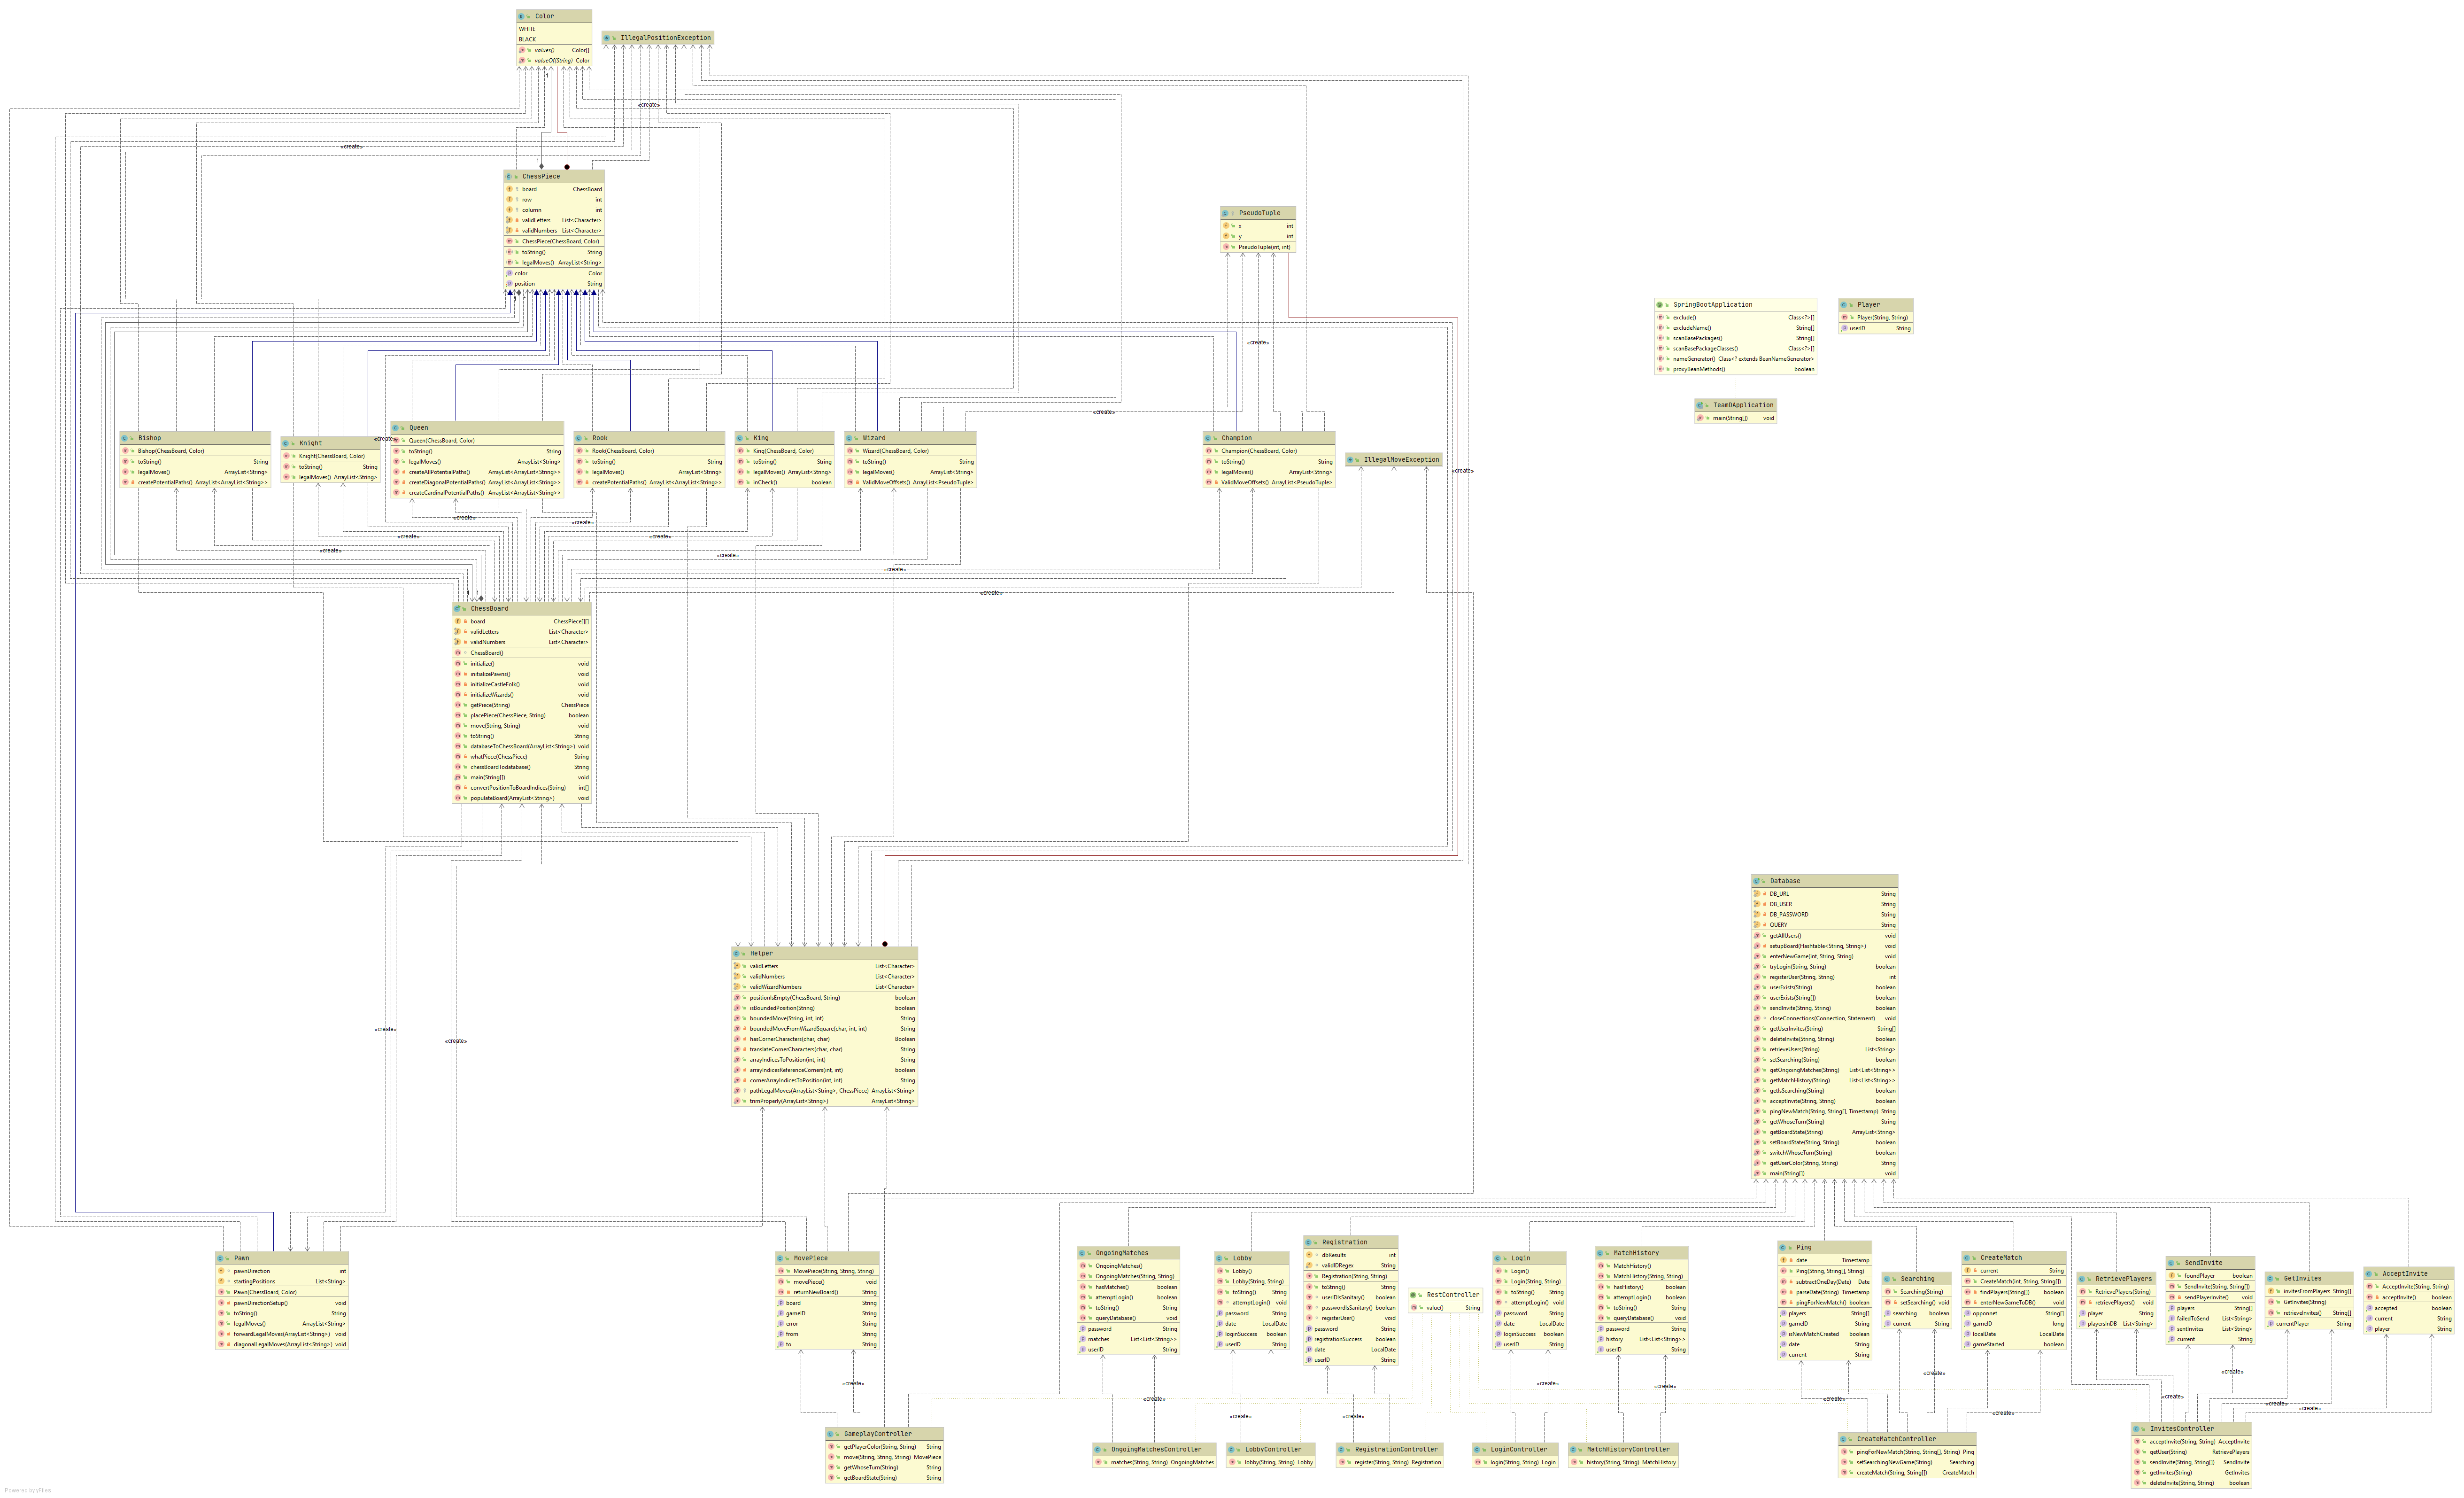 Color
WHITE
BLACK
values() Color[]
valueOf(String) Color
IllegalPositionException
1
«create»
«create»
1
ChessPiece
board ChessBoard
row int
column int
validLetters List<Character>
validNumbers List<Character>
ChessPiece(ChessBoard, Color)
toString() String
legalMoves() ArrayList<String>
color Color
position String
1
*
PseudoTuple
x int
y int
PseudoTuple(int, int)
«create»
SpringBootApplication
exclude() Class<?>[]
excludeName() String[]
scanBasePackages() String[]
scanBasePackageClasses() Class<?>[]
nameGenerator() Class<? extends BeanNameGenerator>
proxyBeanMethods() boolean
Player
Player(String, String)
userID String
TeamDApplication
main(String[]) void
Bishop
Bishop(ChessBoard, Color)
toString() String
legalMoves() ArrayList<String>
createPotentialPaths() ArrayList<ArrayList<String>>
Knight
Knight(ChessBoard, Color)
toString() String
legalMoves() ArrayList<String>
«create»
Queen
Queen(ChessBoard, Color)
toString() String
legalMoves() ArrayList<String>
createAllPotentialPaths() ArrayList<ArrayList<String>>
createDiagonalPotentialPaths() ArrayList<ArrayList<String>>
createCardinalPotentialPaths() ArrayList<ArrayList<String>>
Rook
Rook(ChessBoard, Color)
toString() String
legalMoves() ArrayList<String>
createPotentialPaths() ArrayList<ArrayList<String>>
King
King(ChessBoard, Color)
toString() String
legalMoves() ArrayList<String>
inCheck() boolean
Wizard
Wizard(ChessBoard, Color)
toString() String
legalMoves() ArrayList<String>
ValidMoveOffsets() ArrayList<PseudoTuple>
«create»
Champion
Champion(ChessBoard, Color)
toString() String
legalMoves() ArrayList<String>
ValidMoveOffsets() ArrayList<PseudoTuple>
IllegalMoveException
«create»
«create»
«create»
«create»
«create»
«create»
«create»
«create»
«create»
1
ChessBoard
board ChessPiece[][]
validLetters List<Character>
validNumbers List<Character>
ChessBoard()
initialize() void
initializePawns() void
initializeCastleFolk() void
initializeWizards() void
getPiece(String) ChessPiece
placePiece(ChessPiece, String) boolean
move(String, String) void
toString() String
databaseToChessBoard(ArrayList<String>) void
whatPiece(ChessPiece) String
chessBoardTodatabase() String
main(String[]) void
convertPositionToBoardIndices(String) int[]
populateBoard(ArrayList<String>) void
«create»
«create»
Helper
validLetters List<Character>
validNumbers List<Character>
validWizardNumbers List<Character>
positionIsEmpty(ChessBoard, String) boolean
isBoundedPosition(String) boolean
boundedMove(String, int, int) String
boundedMoveFromWizardSquare(char, int, int) String
hasCornerCharacters(char, char) Boolean
translateCornerCharacters(char, char) String
arrayIndicesToPosition(int, int) String
arrayIndicesReferenceCorners(int, int) boolean
cornerArrayIndicesToPosition(int, int) String
pathLegalMoves(ArrayList<String>, ChessPiece) ArrayList<String>
trimProperly(ArrayList<String>) ArrayList<String>
Database
DB_URL String
DB_USER String
DB_PASSWORD String
QUERY String
getAllUsers() void
setupBoard(Hashtable<String, String>) void
enterNewGame(int, String, String) void
tryLogin(String, String) boolean
registerUser(String, String) int
userExists(String) boolean
userExists(String[]) boolean
sendInvite(String, String) boolean
closeConnections(Connection, Statement) void
getUserInvites(String) String[]
deleteInvite(String, String) boolean
retrieveUsers(String) List<String>
setSearching(String) boolean
getOngoingMatches(String) List<List<String>>
getMatchHistory(String) List<List<String>>
getIsSearching(String) boolean
acceptInvite(String, String) boolean
pingNewMatch(String, String[], Timestamp) String
getWhoseTurn(String) String
getBoardState(String) ArrayList<String>
setBoardState(String, String) boolean
switchWhoseTurn(String) boolean
getUserColor(String, String) String
main(String[]) void
Pawn
pawnDirection int
startingPositions List<String>
Pawn(ChessBoard, Color)
pawnDirectionSetup() void
toString() String
legalMoves() ArrayList<String>
forwardLegalMoves(ArrayList<String>) void
diagonalLegalMoves(ArrayList<String>) void
MovePiece
MovePiece(String, String, String)
movePiece() void
returnNewBoard() String
board String
gameID String
error String
from String
to String
OngoingMatches
OngoingMatches()
OngoingMatches(String, String)
hasMatches() boolean
attemptLogin() boolean
toString() String
queryDatabase() void
password String
matches List<List<String>>
userID String
Lobby
Lobby()
Lobby(String, String)
toString() String
attemptLogin() void
password String
date LocalDate
loginSuccess boolean
userID String
Registration
dbResults int
validIDRegex String
Registration(String, String)
toString() String
userIDIsSanitary() boolean
passwordIsSanitary() boolean
registerUser() void
password String
registrationSuccess boolean
date LocalDate
userID String
RestController
value() String
Login
Login()
Login(String, String)
toString() String
attemptLogin() void
password String
date LocalDate
loginSuccess boolean
userID String
MatchHistory
MatchHistory()
MatchHistory(String, String)
hasHistory() boolean
attemptLogin() boolean
toString() String
queryDatabase() void
password String
history List<List<String>>
userID String
Ping
date Timestamp
Ping(String, String[], String)
subtractOneDay(Date) Date
parseDate(String) Timestamp
pingForNewMatch() boolean
players String[]
gameID String
isNewMatchCreated boolean
date String
current String
Searching
Searching(String)
setSearching() void
searching boolean
current String
CreateMatch
current String
CreateMatch(int, String, String[])
findPlayers(String[]) boolean
enterNewGameToDB() void
opponnet String[]
gameID long
localDate LocalDate
gameStarted boolean
RetrievePlayers
RetrievePlayers(String)
retrievePlayers() void
player String
playersInDB List<String>
SendInvite
foundPlayer boolean
SendInvite(String, String[])
sendPlayerInvite() void
players String[]
failedToSend List<String>
sentInvites List<String>
current String
GetInvites
invitesFromPlayers String[]
GetInvites(String)
retrieveInvites() String[]
currentPlayer String
AcceptInvite
AcceptInvite(String, String)
acceptInvite() boolean
accepted boolean
current String
player String
«create»
«create»
«create»
«create»
«create»
«create»
«create»
«create»
«create»
«create»
«create»
«create»
«create»
GameplayController
getPlayerColor(String, String) String
move(String, String, String) MovePiece
getWhoseTurn(String) String
getBoardState(String) String
OngoingMatchesController
matches(String, String) OngoingMatches
LobbyController
lobby(String, String) Lobby
RegistrationController
register(String, String) Registration
LoginController
login(String, String) Login
MatchHistoryController
history(String, String) MatchHistory
CreateMatchController
pingForNewMatch(String, String[], String) Ping
setSearchingNewGame(String) Searching
createMatch(String, String[]) CreateMatch
InvitesController
acceptInvite(String, String) AcceptInvite
getUser(String) RetrievePlayers
sendInvite(String, String[]) SendInvite
getInvites(String) GetInvites
deleteInvite(String, String) boolean
Powered by yFiles